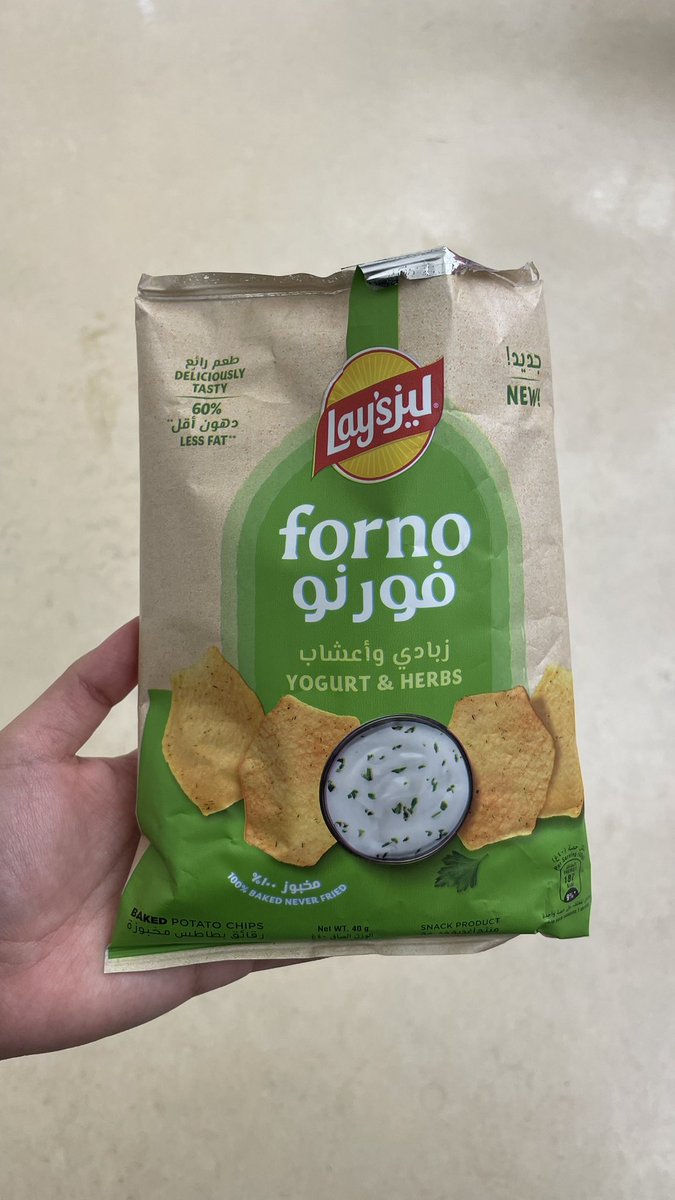 طعم رائع
DELICIOUSLY
TASTY
60%
دهون أقل**
LESS FAT**
جديد!
NEW!
Lay's ليز
forno
فورنو
زبادي وأعشاب
YOGURT & HERBS
مخبوز ١٠٠٪
100% BAKED NEVER FRIED
BAKED POTATO CHIPS
رقائق بطاطس مخبوزة
Net WT. 40 g
SNACK PRODUCT